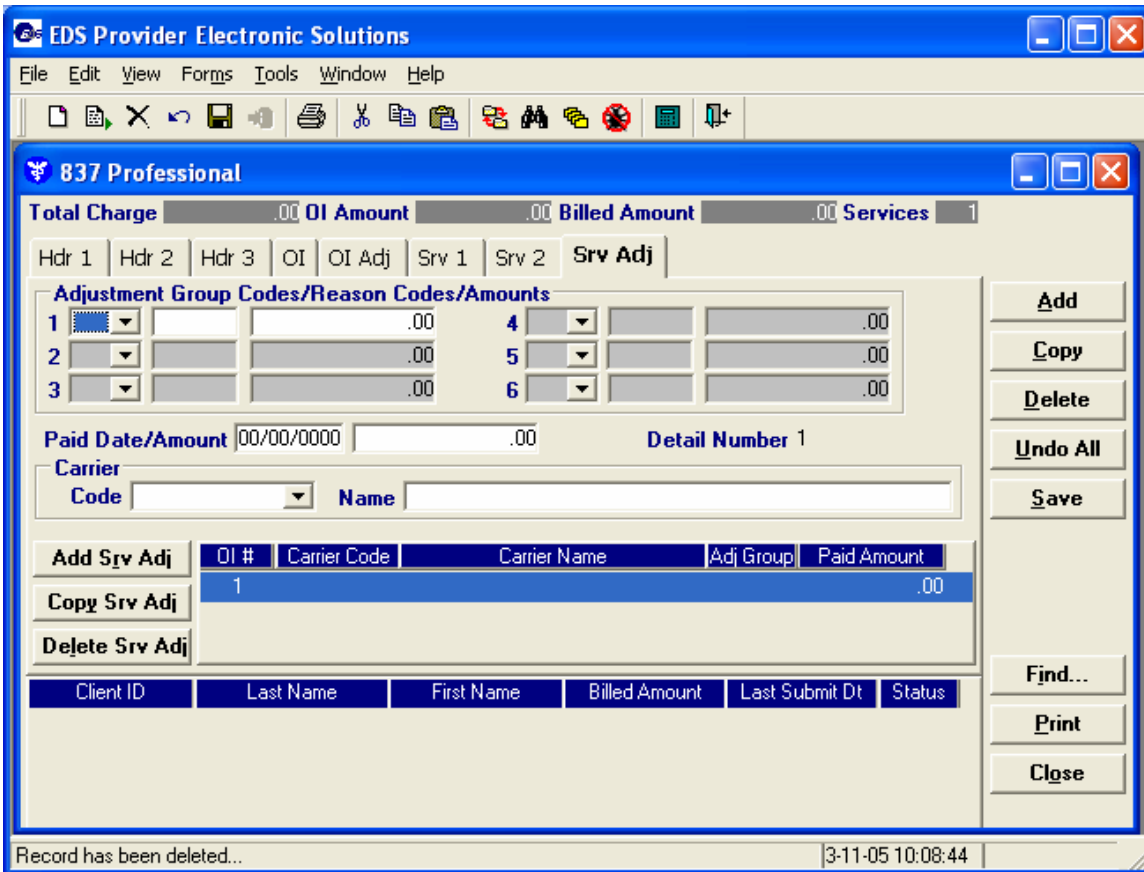 EDS Provider Electronic Solutions
File Edit View Forms Tools Window Help
837 Professional
Total Charge .00 OI Amount .00 Billed Amount .00 Services 1
Hdr 1 Hdr 2 Hdr 3 OI OI Adj Srv 1 Srv 2 Srv Adj
Adjustment Group Codes/Reason Codes/Amounts
1 .00 4 .00
2 .00 5 .00
3 .00 6 .00
Paid Date/Amount 00/00/0000 .00 Detail Number 1
Carrier
Code Name
Add Srv Adj
Copy Srv Adj
Delete Srv Adj
OI # Carrier Code Carrier Name Adj Group Paid Amount
1 .00
Client ID Last Name First Name Billed Amount Last Submit Dt Status
Add
Copy
Delete
Undo All
Save
Find...
Print
Close
Record has been deleted... 3-11-05 10:08:44